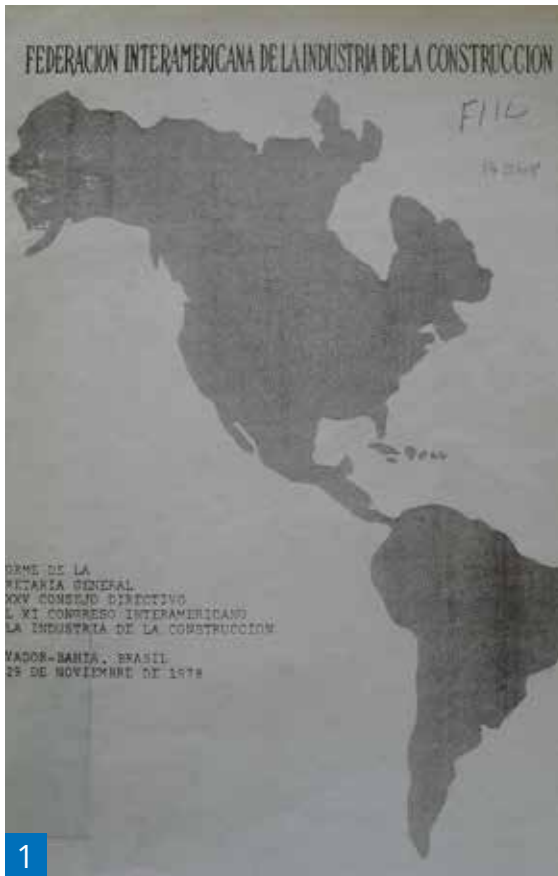 FEDERACION INTERAMERICANA DE LA INDUSTRIA DE LA CONSTRUCCION
FIIC
ORME DE LA
RETARIA GENERAL
XXV CONSEJO DIRECTIVO
L XI CONGRESO INTERAMERICANO
LA INDUSTRIA DE LA CONSTRUCCION
VADOR-BAHIA, BRASIL
29 DE NOVIEMBRE DE 1978
1